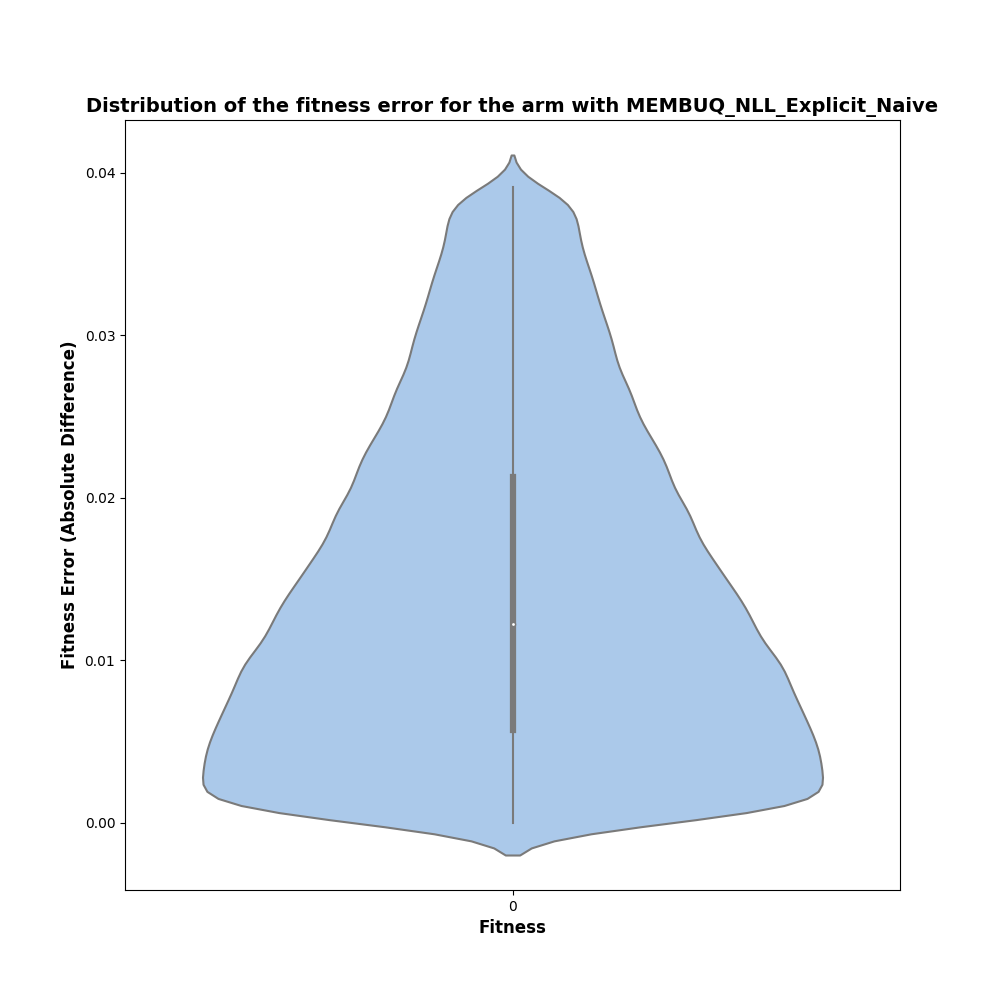 Distribution of the fitness error for the arm with MEMBUQ_NLL_Explicit_Naive
Fitness Error (Absolute Difference)
0.04
0.03
0.02
0.01
0.00
0
Fitness